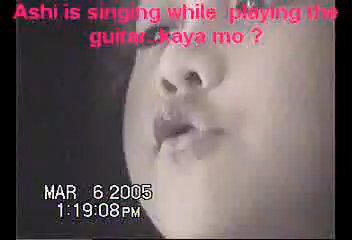 Ashi is singing while  playing the
guitar..kaya mo ?
MAR  6 2005
1:19:08PM